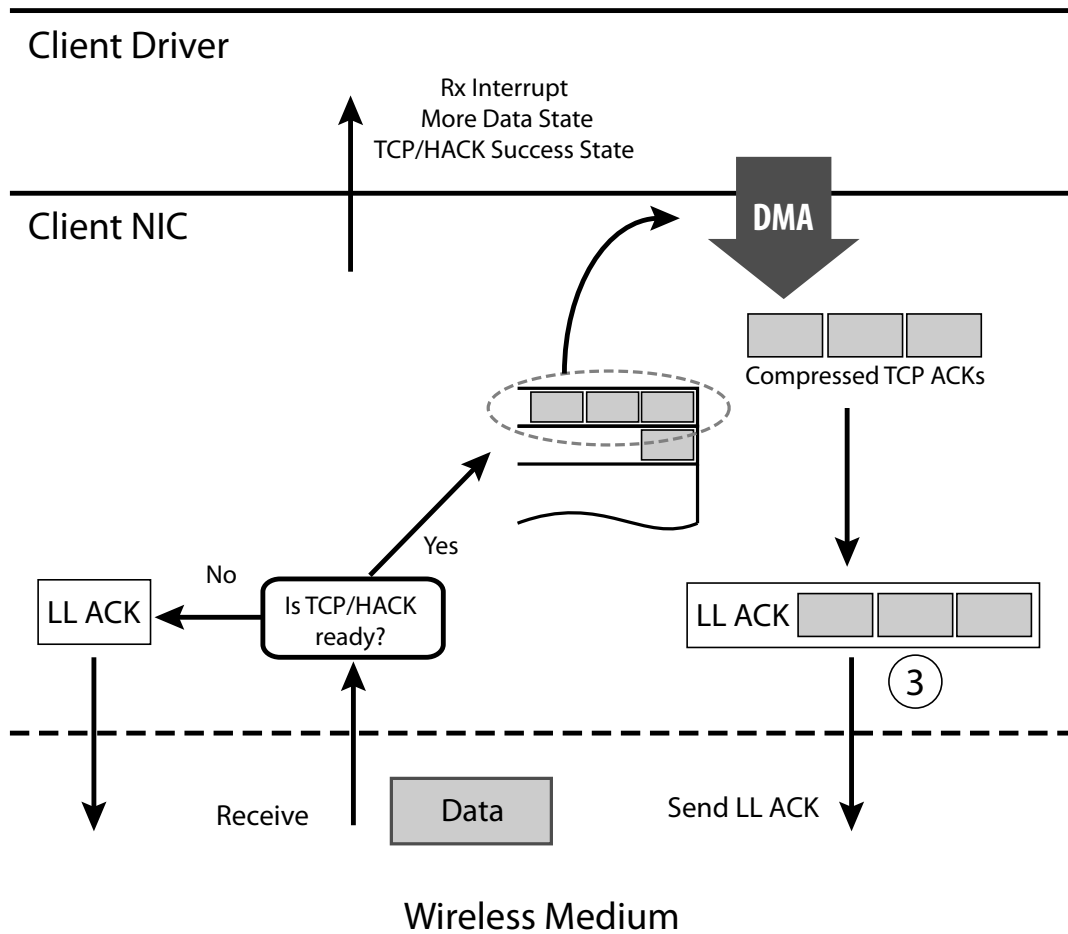 Client Driver
Rx Interrupt
More Data State
TCP/HACK Success State
Client NIC
DMA
Compressed TCP ACKs
Yes
No
LL ACK
Is TCP/HACK
ready?
LL ACK
3
Receive
Data
Send LL ACK
Wireless Medium